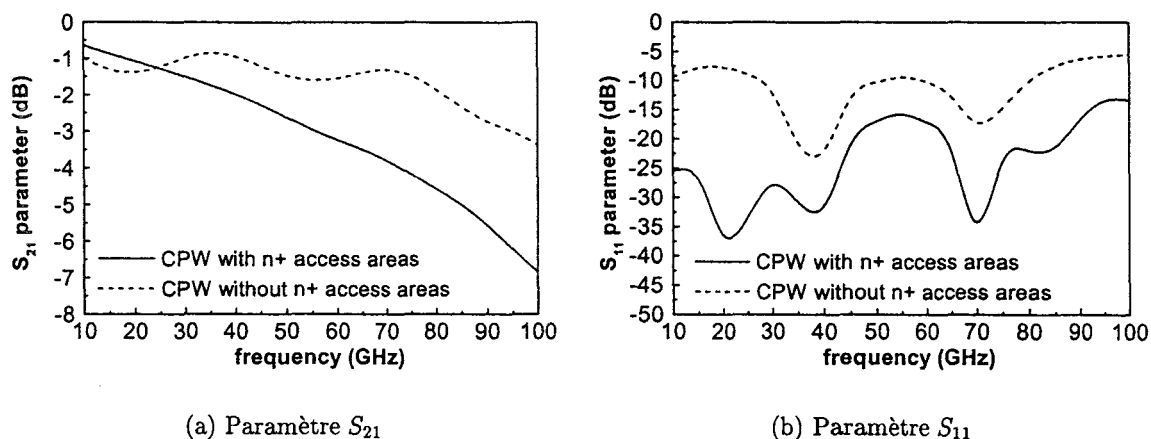 0
-1
-2
-3
-4
-5
-6
-7
-8
S21 parameter (dB)
CPW with n+ access areas
CPW without n+ access areas
10 20 30 40 50 60 70 80 90 100
frequency (GHz)
(a) Paramètre S21
0
-5
-10
-15
-20
-25
-30
-35
-40
-45
-50
S11 parameter (dB)
CPW with n+ access areas
CPW without n+ access areas
10 20 30 40 50 60 70 80 90 100
frequency (GHz)
(b) Paramètre S11